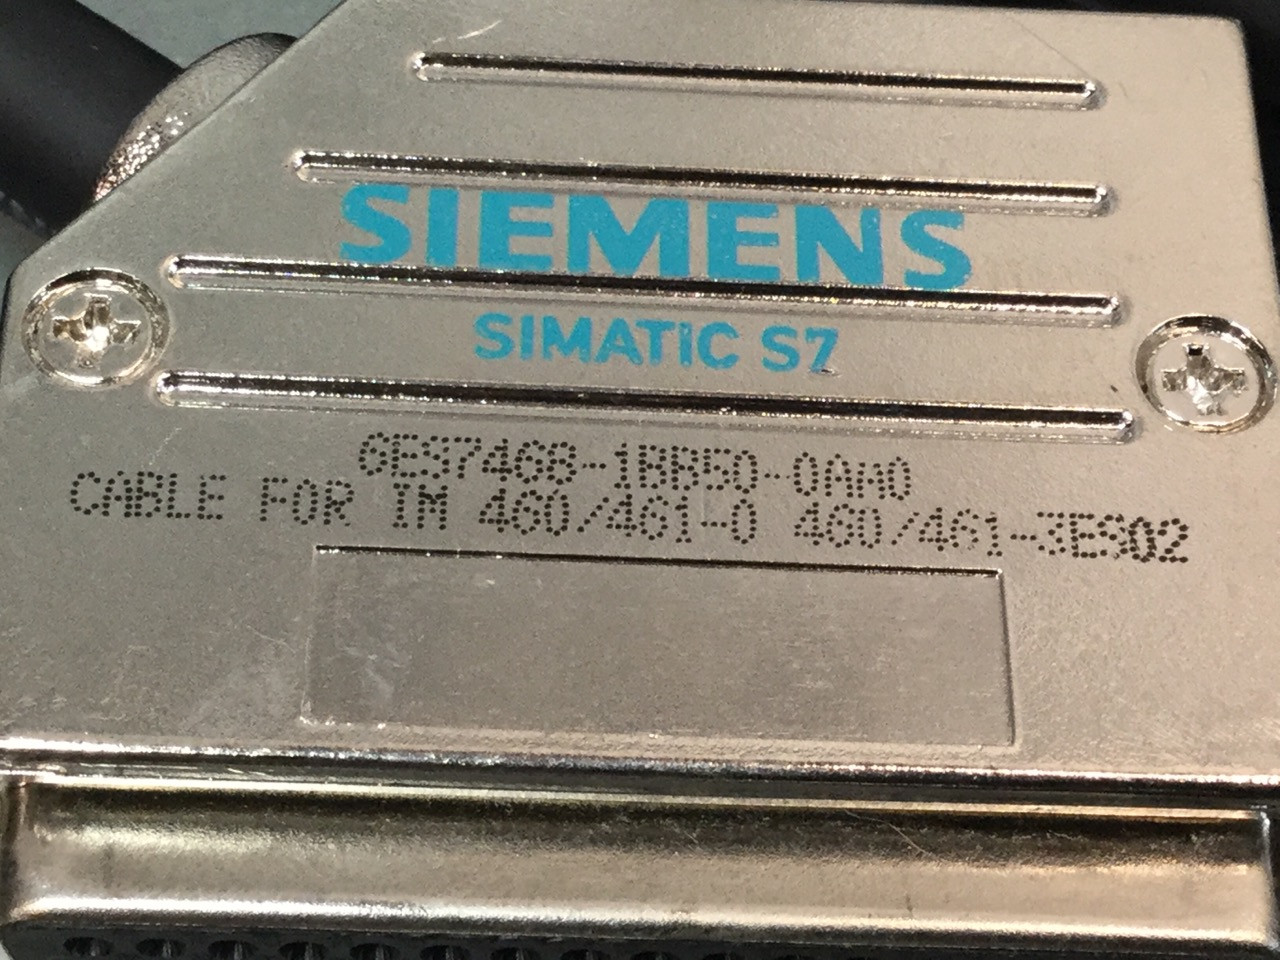 SIEMENS
SIMATIC S7
6ES7468-1BB50-0AA0
CABLE FOR IM 460/461-0 460/461-3ES02